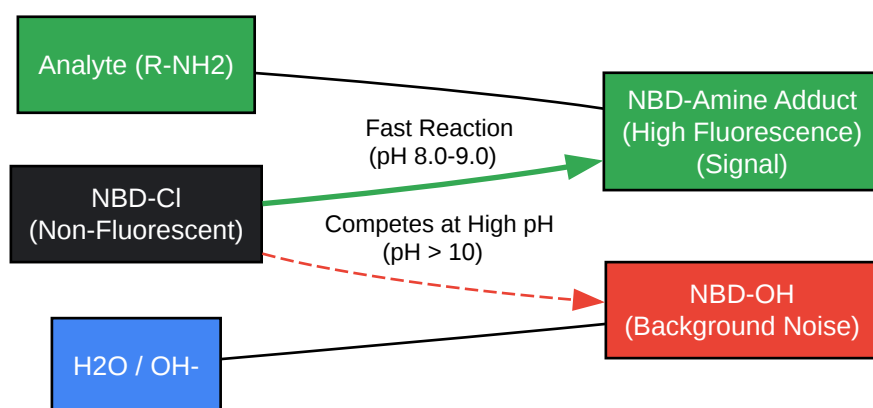 Analyte (R-NH2)
NBD-Amine Adduct
(High Fluorescence)
(Signal)
Fast Reaction
(pH 8.0-9.0)
NBD-Cl
(Non-Fluorescent)
Competes at High pH
(pH > 10)
NBD-OH
(Background Noise)
H2O / OH-